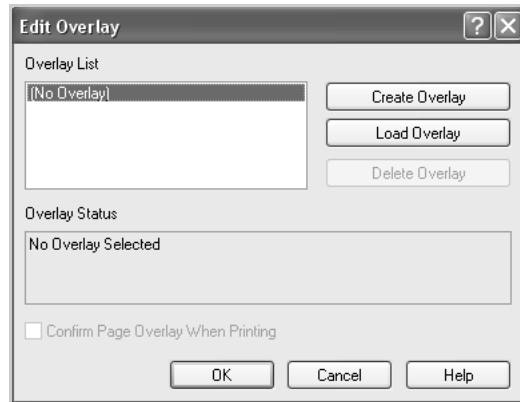 Edit Overlay
Overlay List
(No Overlay)
Create Overlay
Load Overlay
Delete Overlay
Overlay Status
No Overlay Selected
Confirm Page Overlay When Printing
OK
Cancel
Help